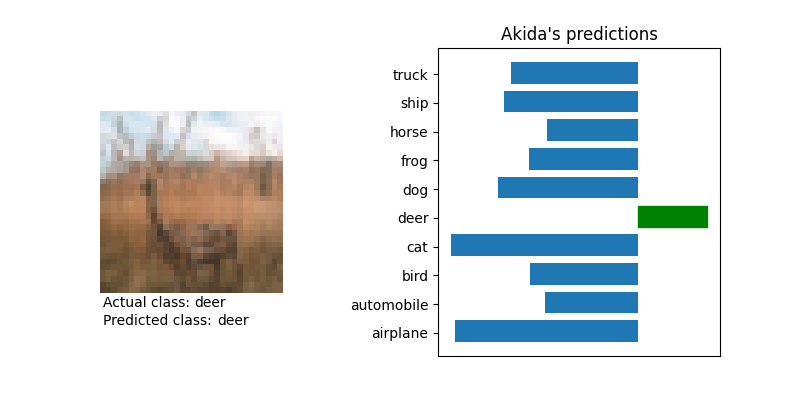 Akida's predictions
truck
ship
horse
frog
dog
deer
cat
bird
automobile
airplane
Actual class: deer
Predicted class: deer